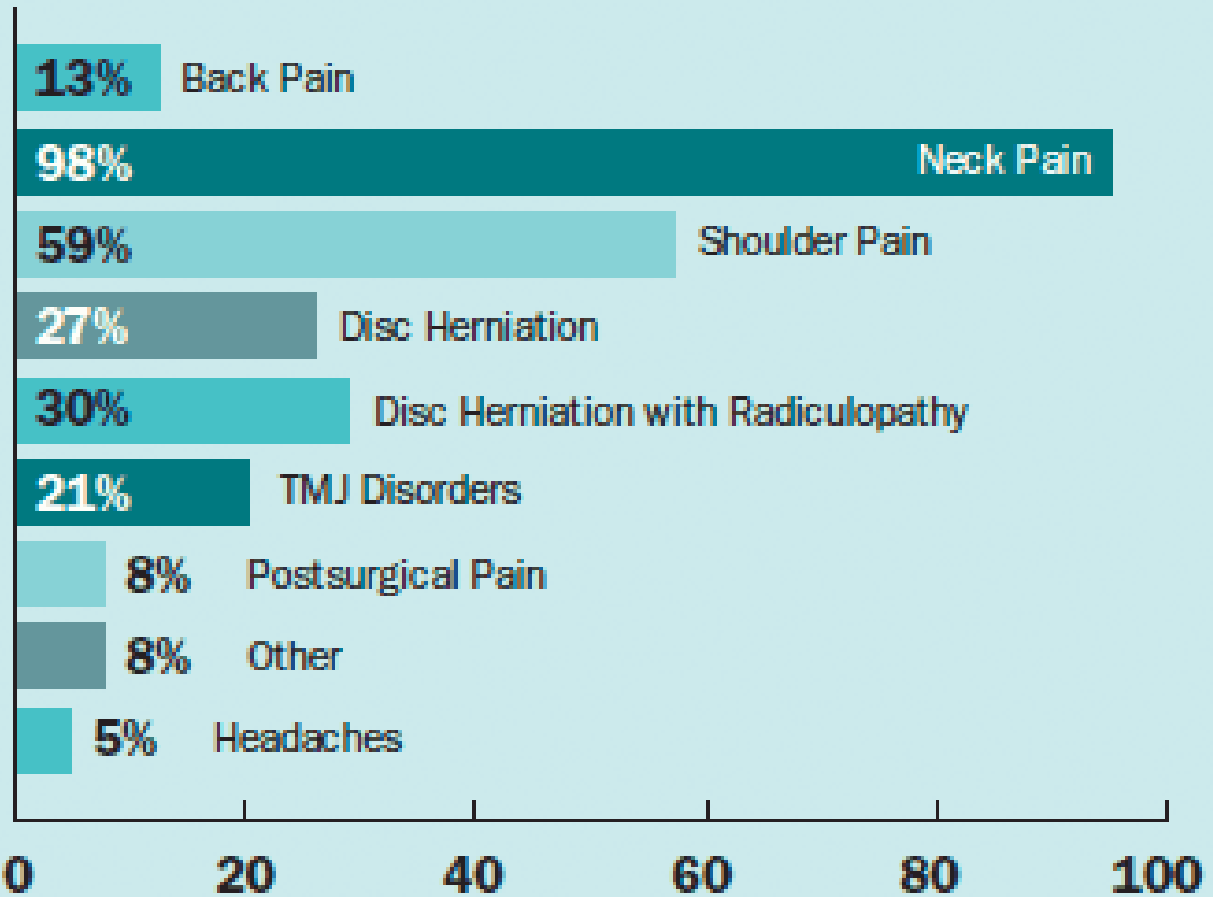 13% Back Pain
98% Neck Pain
59% Shoulder Pain
27% Disc Herniation
30% Disc Herniation with Radiculopathy
21% TMJ Disorders
8% Postsurgical Pain
8% Other
5% Headaches
0 20 40 60 80 100